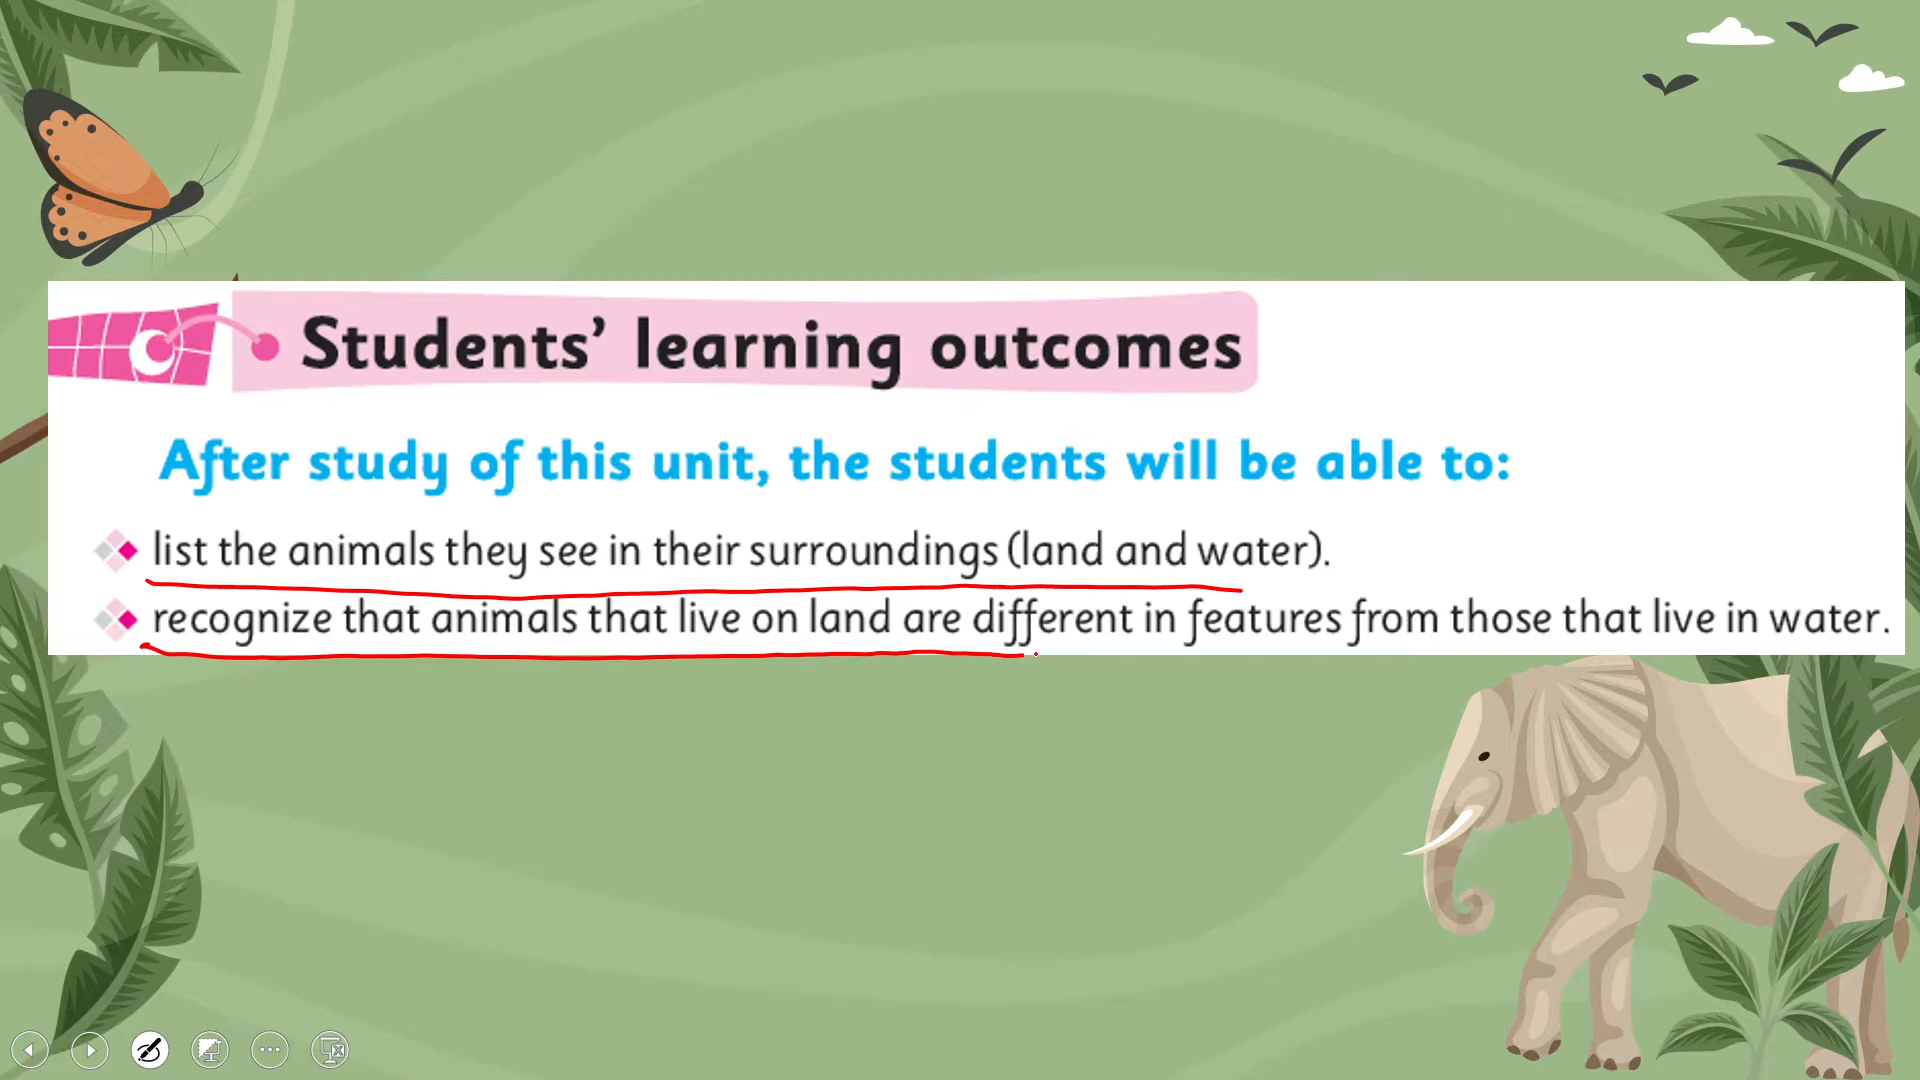 Students’ learning outcomes
After study of this unit, the students will be able to:
list the animals they see in their surroundings (land and water).
recognize that animals that live on land are different in features from those that live in water.